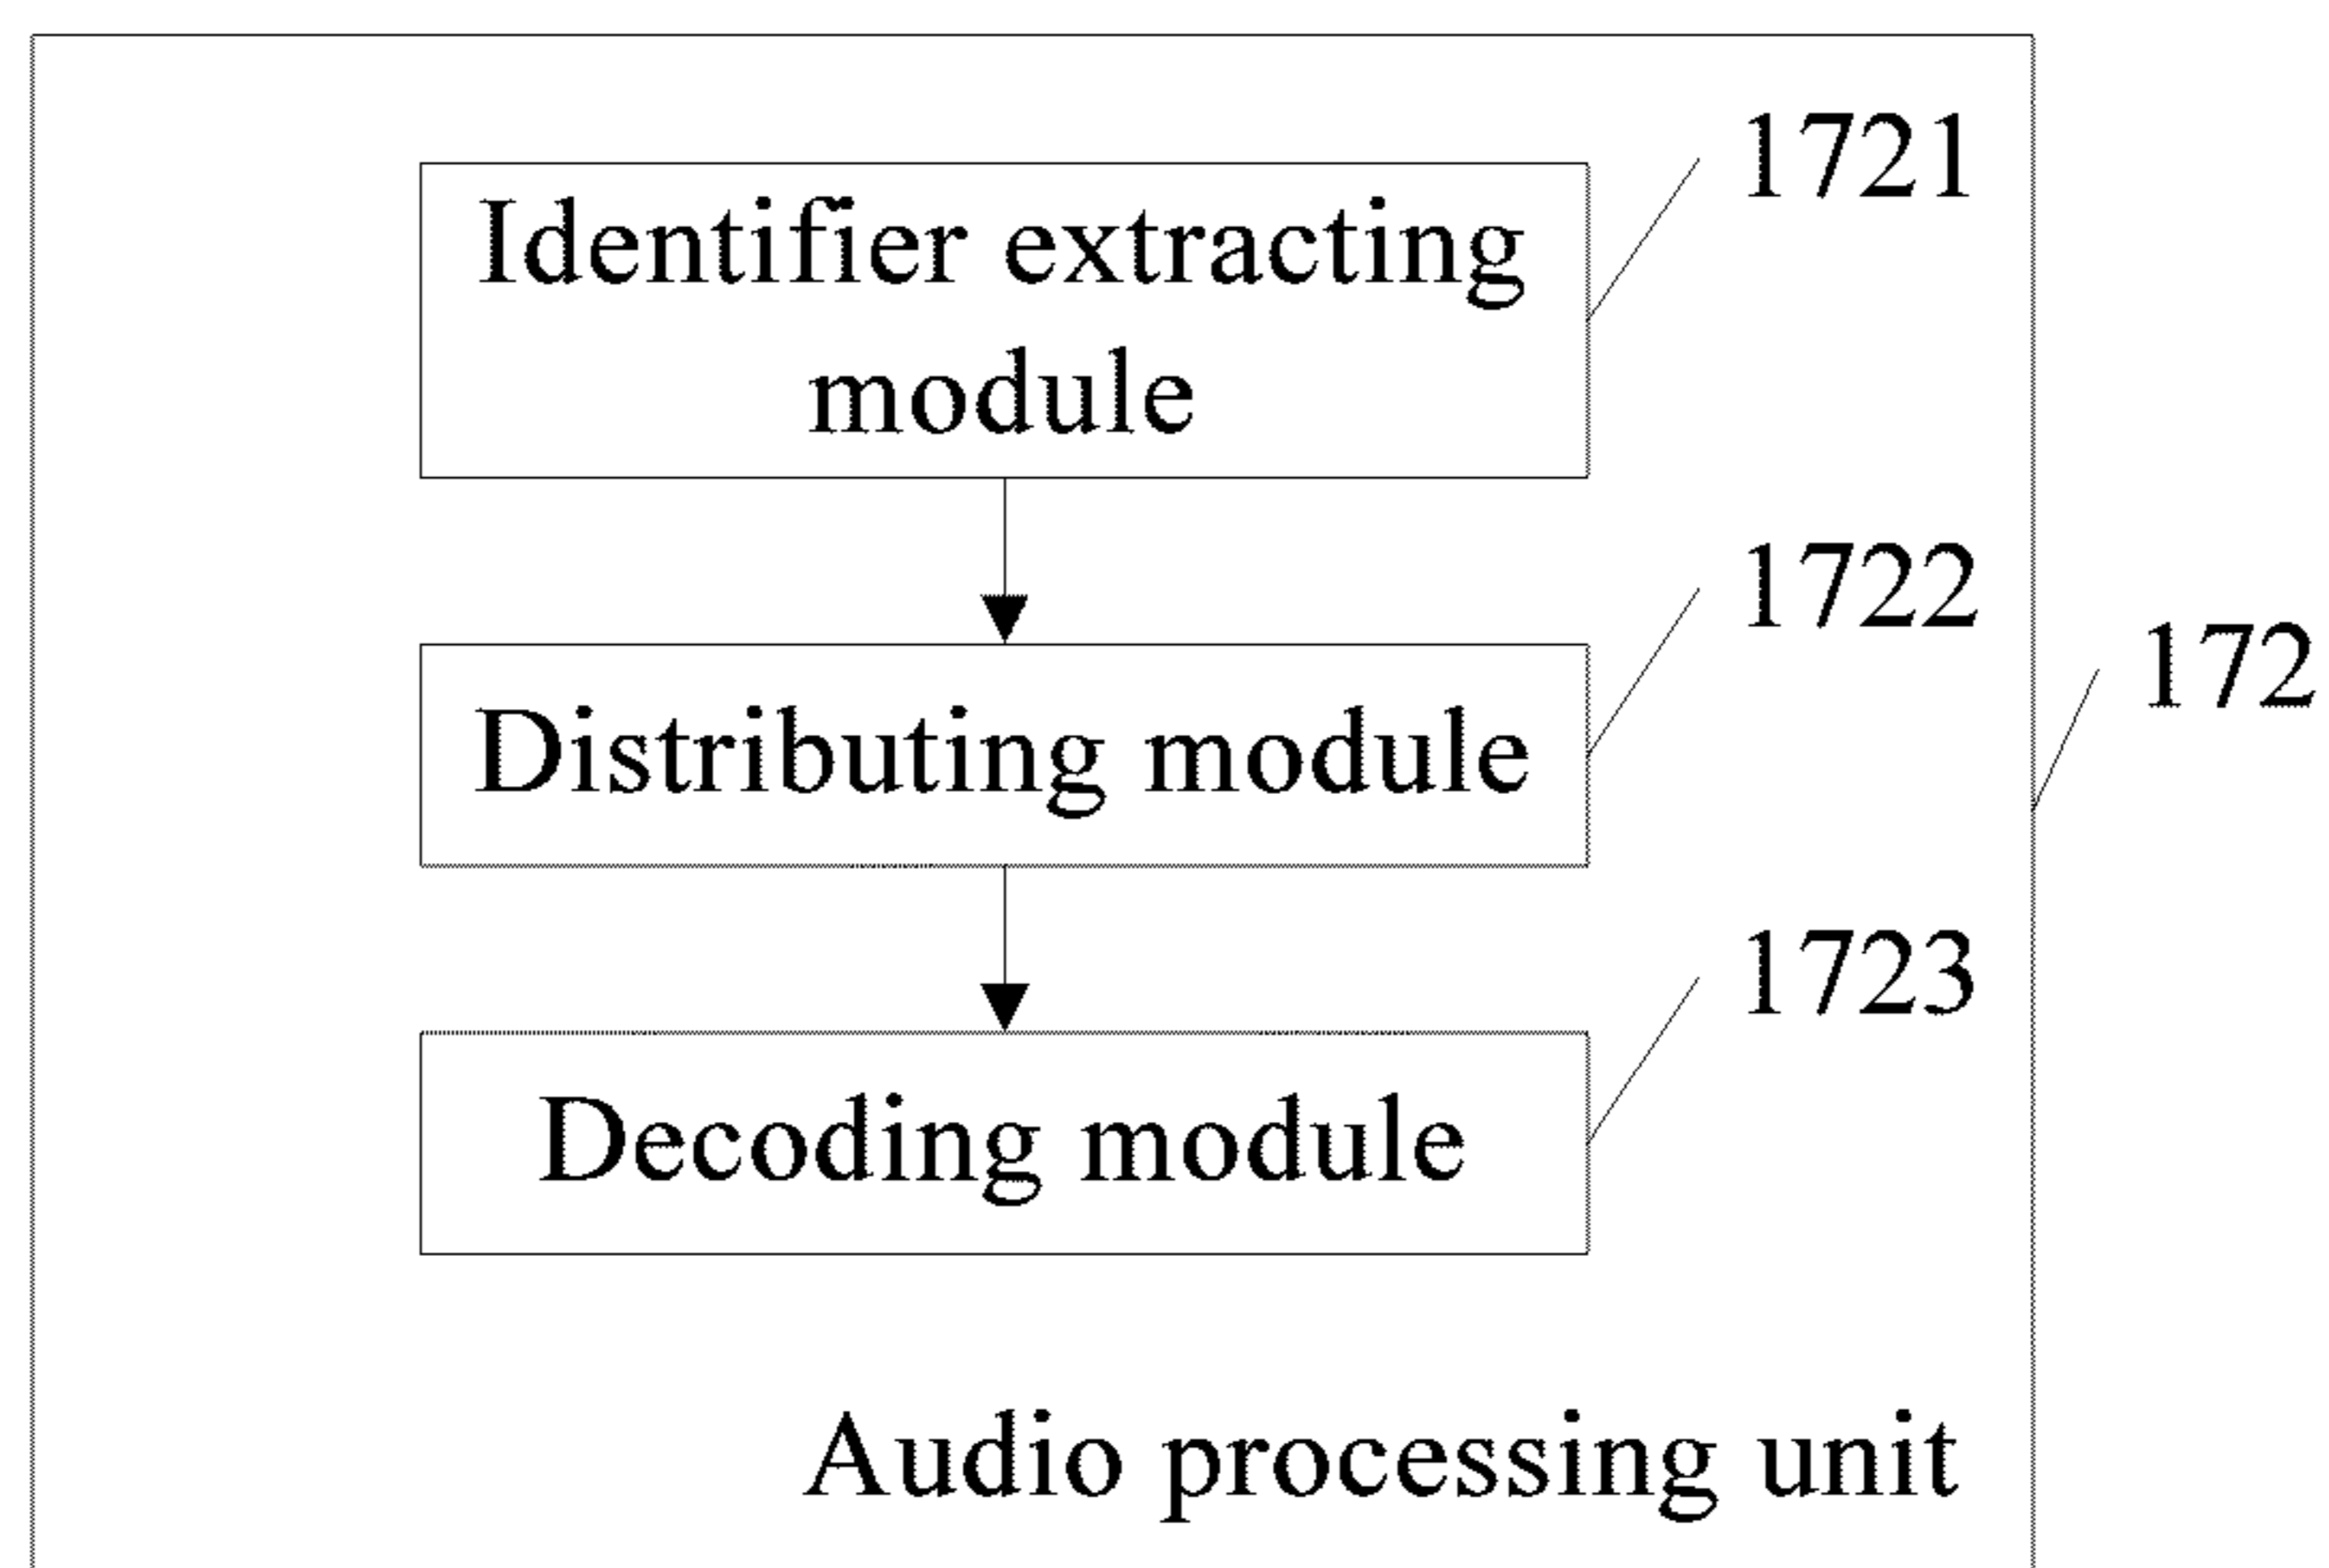 1721
Identifier extracting
module
1722
172
Distributing module
1723
Decoding module
Audio processing unit